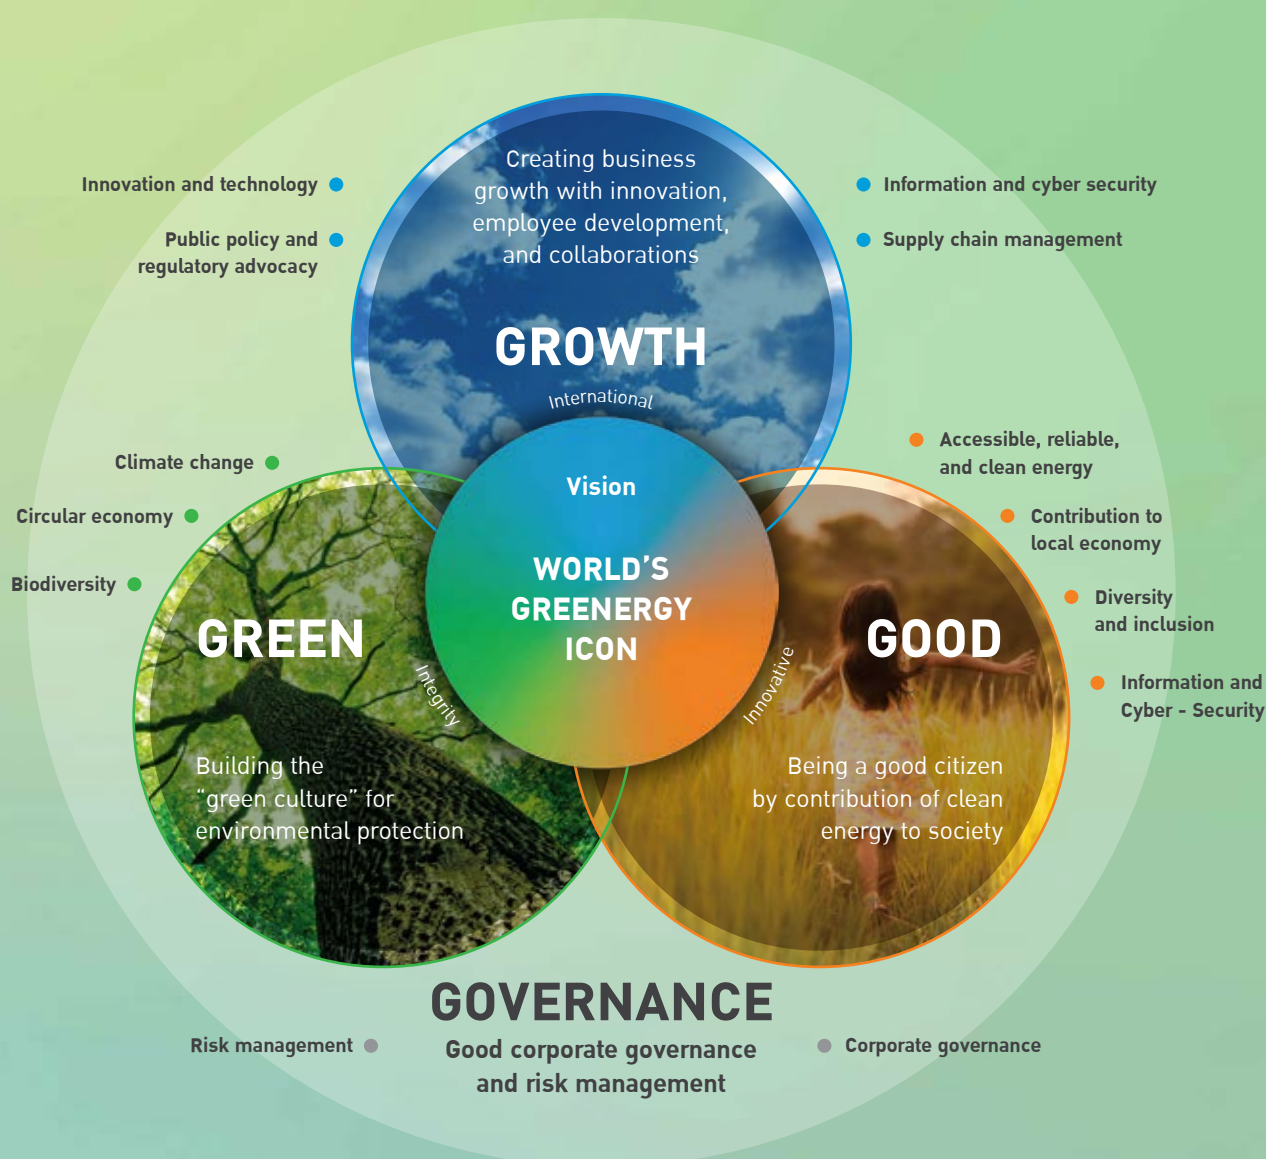 Creating business
growth with innovation,
employee development,
and collaborations
GROWTH
International
Innovation and technology
Public policy and
regulatory advocacy
Information and cyber security
Supply chain management
Climate change
Circular economy
Biodiversity
Accessible, reliable,
and clean energy
Contribution to
local economy
Diversity
and inclusion
Information and
Cyber - Security
Vision
WORLD'S
GREENERGY
ICON
GREEN
Integrity
Building the
“green culture” for
environmental protection
GOOD
Innovative
Being a good citizen
by contribution of clean
energy to society
GOVERNANCE
Good corporate governance
and risk management
Risk management
Corporate governance